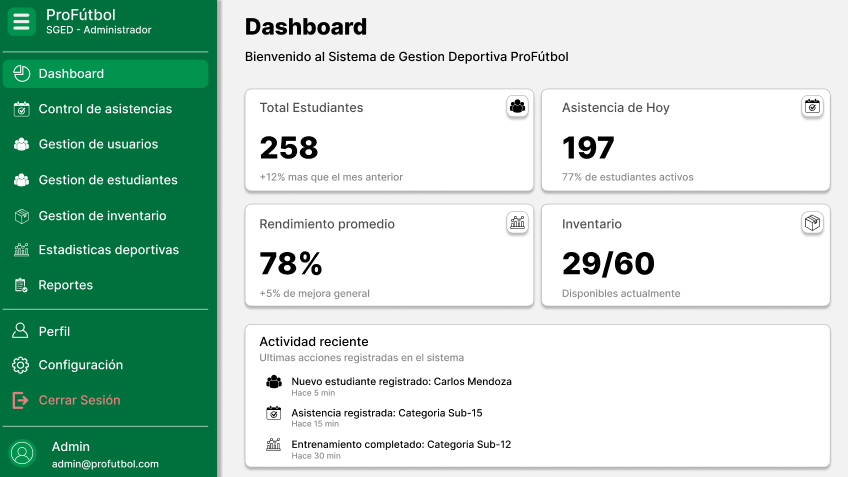 ProFútbol
SGED - Administrador
Dashboard
Control de asistencias
Gestion de usuarios
Gestion de estudiantes
Gestion de inventario
Estadisticas deportivas
Reportes
Perfil
Configuración
Cerrar Sesión
Admin
admin@profutbol.com
Dashboard
Bienvenido al Sistema de Gestion Deportiva ProFútbol
Total Estudiantes
258
+12% mas que el mes anterior
Asistencia de Hoy
197
77% de estudiantes activos
Rendimiento promedio
78%
+5% de mejora general
Inventario
29/60
Disponibles actualmente
Actividad reciente
Ultimas acciones registradas en el sistema
Nuevo estudiante registrado: Carlos Mendoza
Hace 5 min
Asistencia registrada: Categoria Sub-15
Hace 15 min
Entrenamiento completado: Categoria Sub-12
Hace 30 min